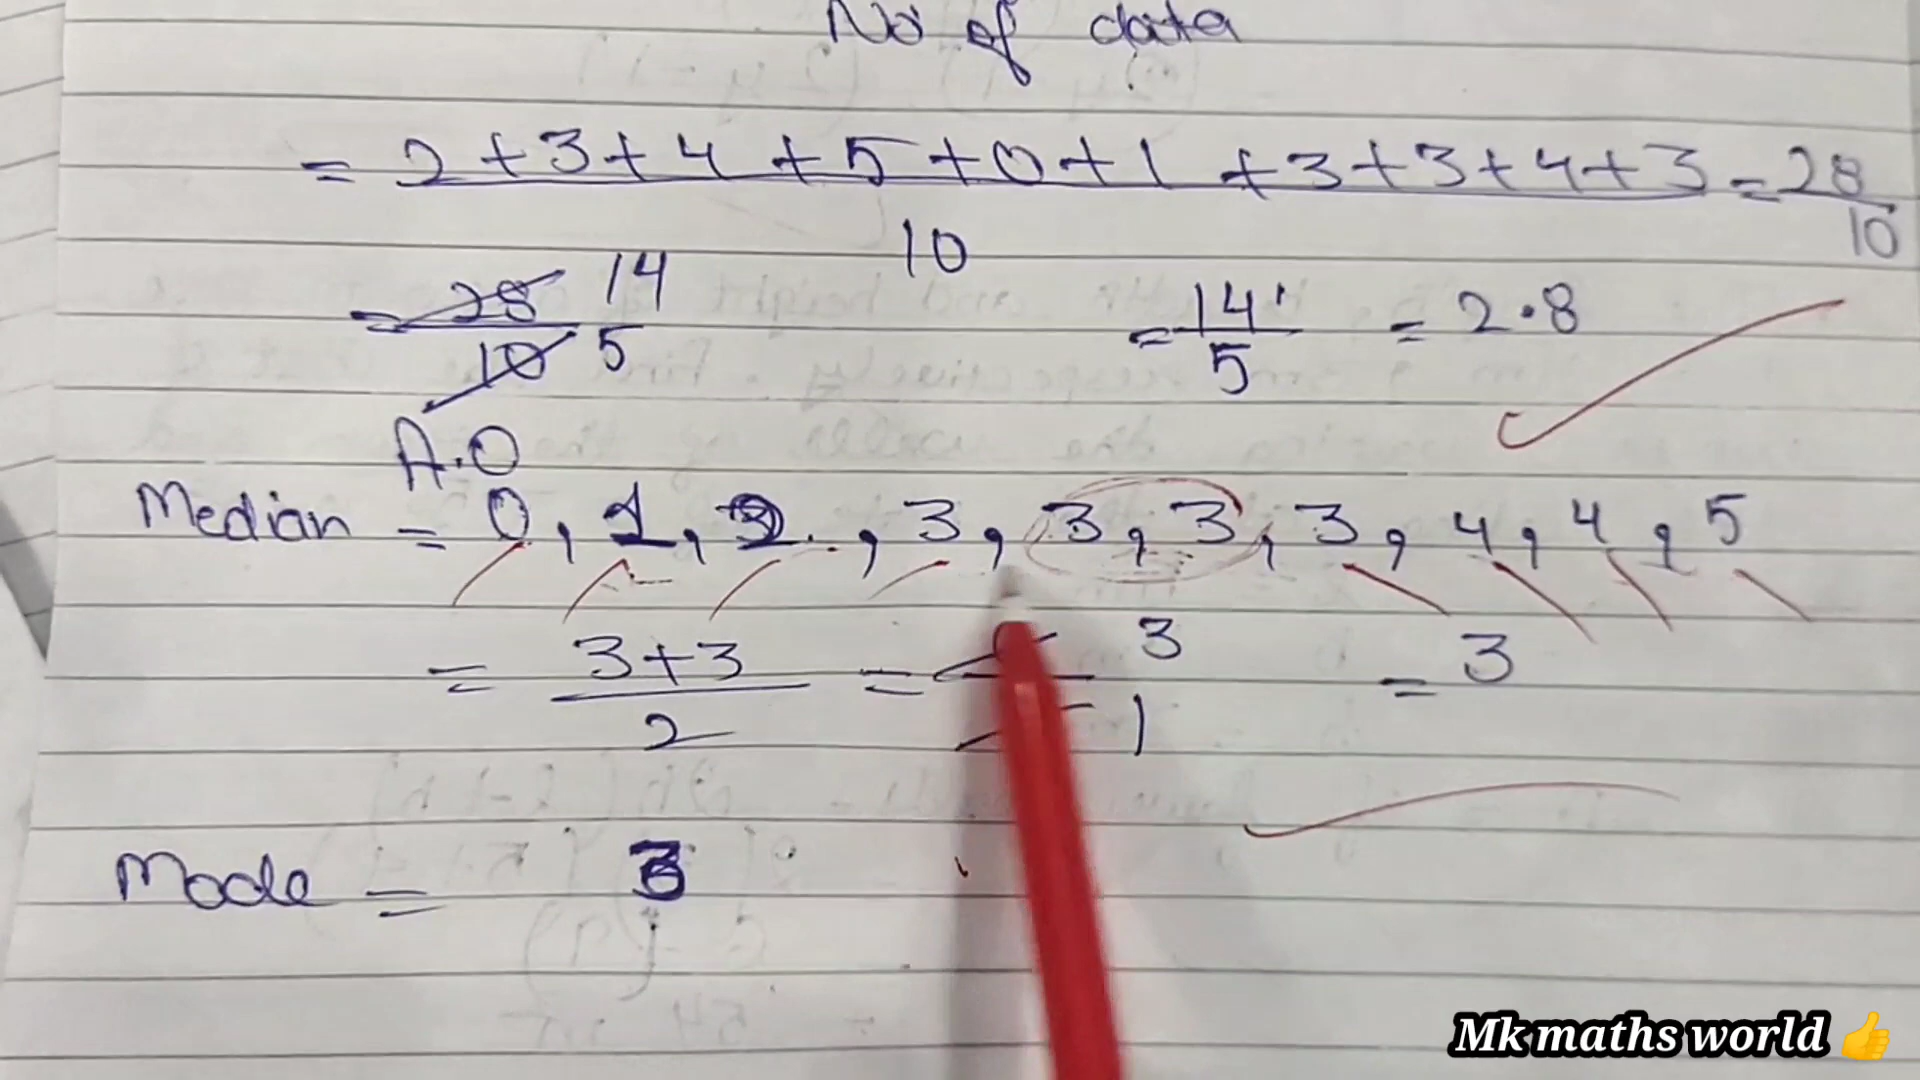 No of data
= 2+3+4+5+0+1+3+3+4+3 = 28
10 10
= 28 14 = 14 = 2.8
10 5 5
A.O
Median = 0, 1, 2, 3, 3, 3, 3, 4, 4, 5
= 3+3 = 3 = 3
2 1
Mode = 3
Mk maths world 👍